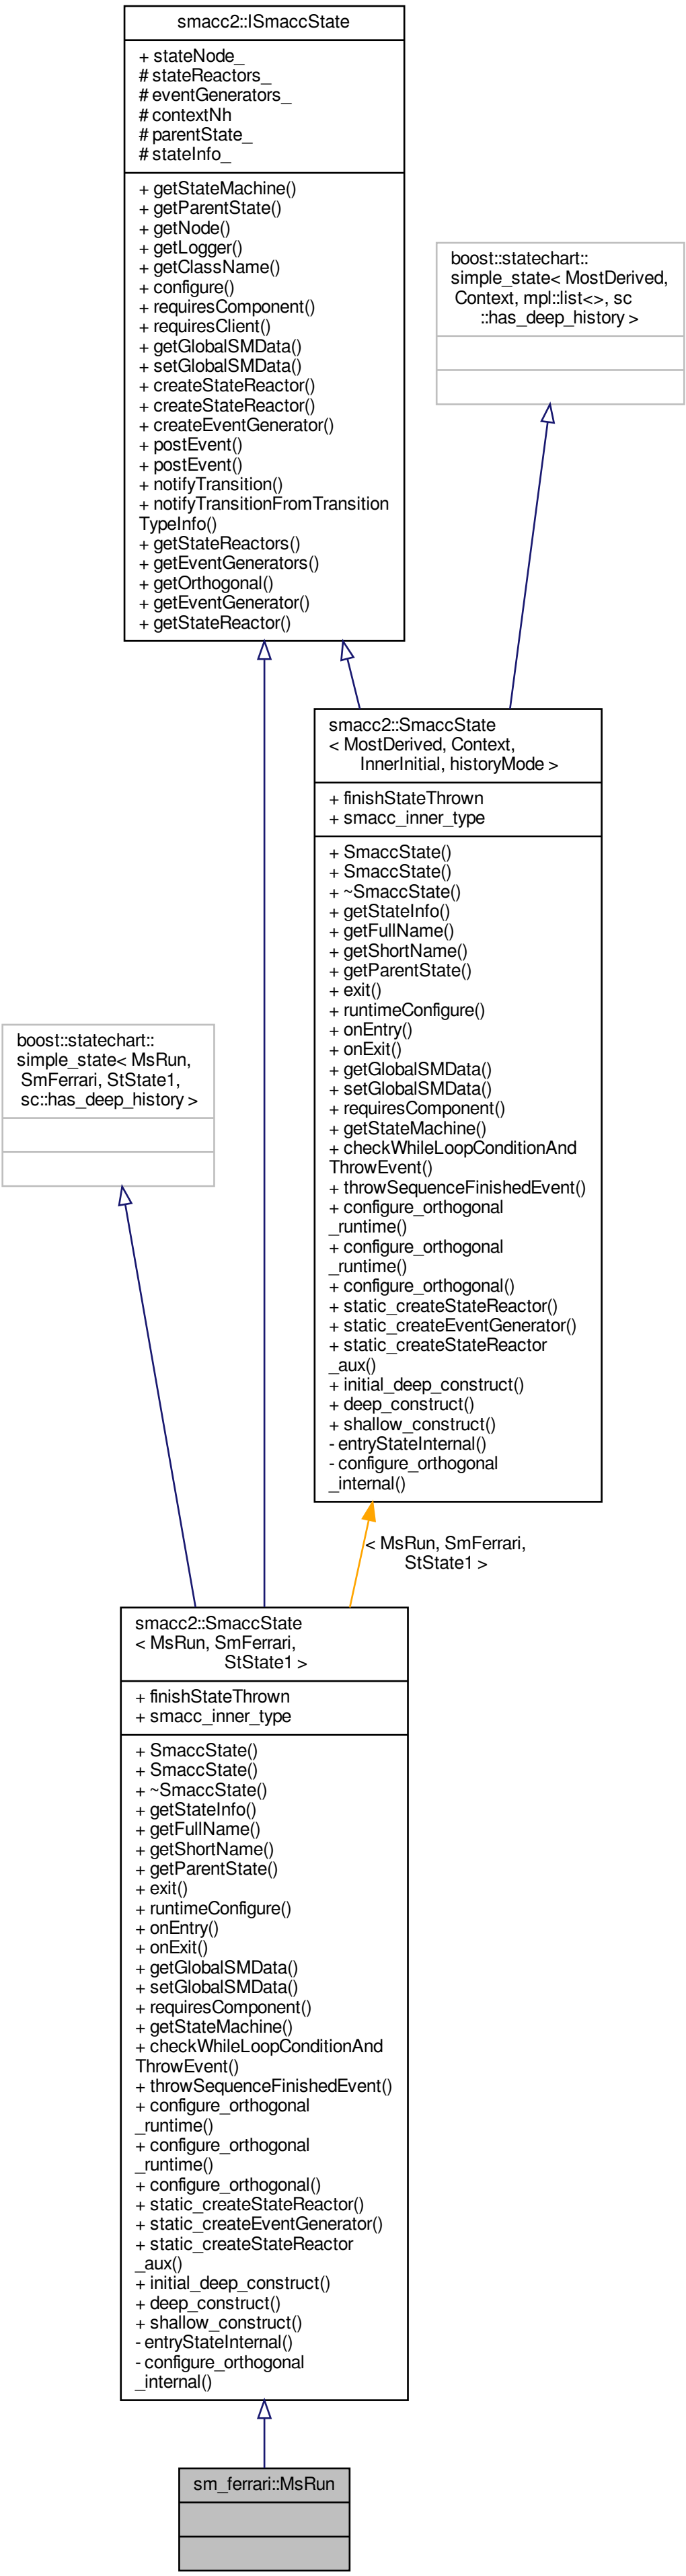 smacc2::ISmaccState
+ stateNode_
# stateReactors_
# eventGenerators_
# contextNh
# parentState_
# stateInfo_
+ getStateMachine()
+ getParentState()
+ getNode()
+ getLogger()
+ getClassName()
+ configure()
+ requiresComponent()
+ requiresClient()
+ getGlobalSMData()
+ setGlobalSMData()
+ createStateReactor()
+ createStateReactor()
+ createEventGenerator()
+ postEvent()
+ postEvent()
+ notifyTransition()
+ notifyTransitionFromTransition
TypeInfo()
+ getStateReactors()
+ getEventGenerators()
+ getOrthogonal()
+ getEventGenerator()
+ getStateReactor()
boost::statechart::
simple_state< MostDerived,
Context, mpl::list<>, sc
::has_deep_history >
smacc2::SmaccState
< MostDerived, Context,
InnerInitial, historyMode >
+ finishStateThrown
+ smacc_inner_type
+ SmaccState()
+ SmaccState()
+ ~SmaccState()
+ getStateInfo()
+ getFullName()
+ getShortName()
+ getParentState()
+ exit()
+ runtimeConfigure()
+ onEntry()
+ onExit()
+ getGlobalSMData()
+ setGlobalSMData()
+ requiresComponent()
+ getStateMachine()
+ checkWhileLoopConditionAnd
ThrowEvent()
+ throwSequenceFinishedEvent()
+ configure_orthogonal
_runtime()
+ configure_orthogonal
_runtime()
+ configure_orthogonal()
+ static_createStateReactor()
+ static_createEventGenerator()
+ static_createStateReactor
_aux()
+ initial_deep_construct()
+ deep_construct()
+ shallow_construct()
- entryStateInternal()
- configure_orthogonal
_internal()
boost::statechart::
simple_state< MsRun,
SmFerrari, StState1,
sc::has_deep_history >
< MsRun, SmFerrari,
StState1 >
smacc2::SmaccState
< MsRun, SmFerrari,
StState1 >
+ finishStateThrown
+ smacc_inner_type
+ SmaccState()
+ SmaccState()
+ ~SmaccState()
+ getStateInfo()
+ getFullName()
+ getShortName()
+ getParentState()
+ exit()
+ runtimeConfigure()
+ onEntry()
+ onExit()
+ getGlobalSMData()
+ setGlobalSMData()
+ requiresComponent()
+ getStateMachine()
+ checkWhileLoopConditionAnd
ThrowEvent()
+ throwSequenceFinishedEvent()
+ configure_orthogonal
_runtime()
+ configure_orthogonal
_runtime()
+ configure_orthogonal()
+ static_createStateReactor()
+ static_createEventGenerator()
+ static_createStateReactor
_aux()
+ initial_deep_construct()
+ deep_construct()
+ shallow_construct()
- entryStateInternal()
- configure_orthogonal
_internal()
sm_ferrari::MsRun